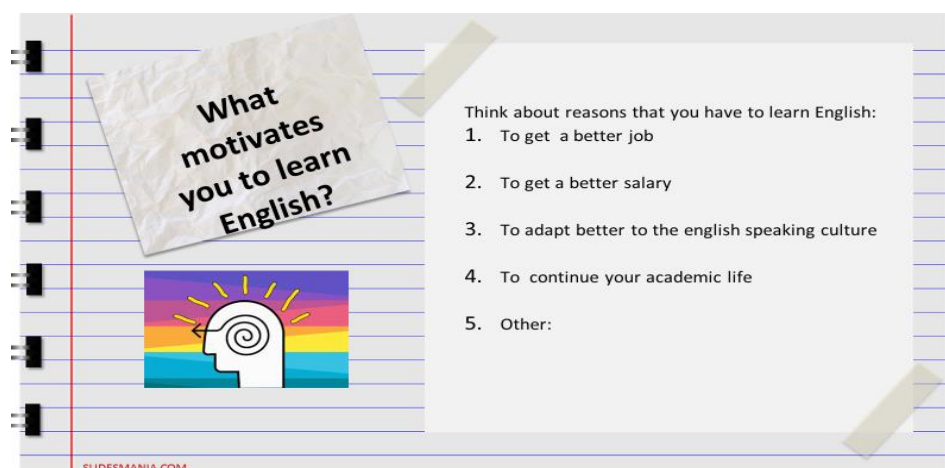 What
motivates
you to learn
English?
Think about reasons that you have to learn English:
1. To get a better job
2. To get a better salary
3. To adapt better to the english speaking culture
4. To continue your academic life
5. Other:
SLIDESMANIA.COM